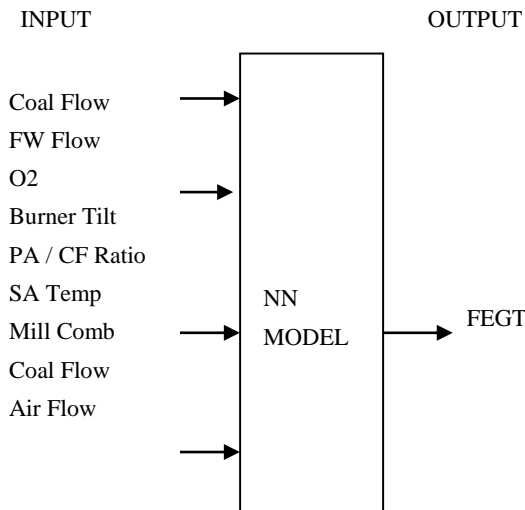 INPUT
OUTPUT
Coal Flow
FW Flow
O2
Burner Tilt
PA / CF Ratio
SA Temp
Mill Comb
Coal Flow
Air Flow
NN
MODEL
FEGT